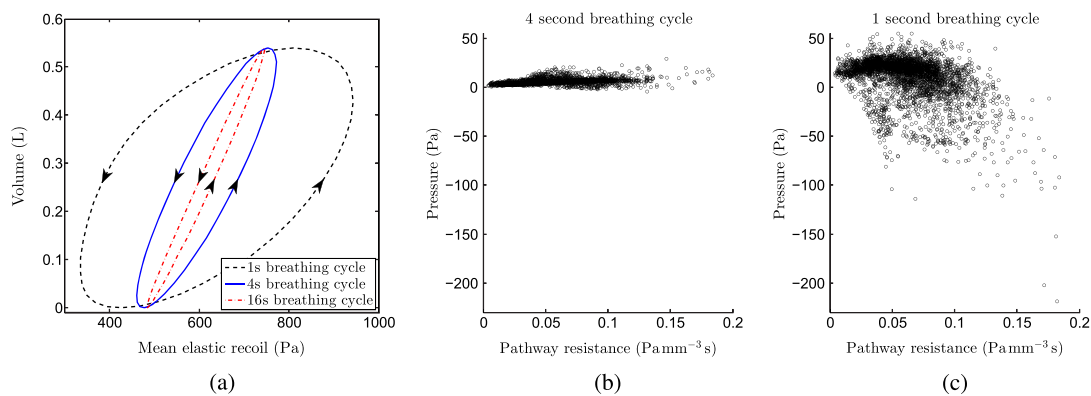 0.6
0.5
0.4
0.3
0.2
0.1
0
Volume (L)
400 600 800 1000
Mean elastic recoil (Pa)
1s breathing cycle
4s breathing cycle
16s breathing cycle
(a)
4 second breathing cycle
50
0
−50
−100
−150
−200
Pressure (Pa)
0 0.05 0.1 0.15 0.2
Pathway resistance (Pa mm⁻³ s)
(b)
1 second breathing cycle
50
0
−50
−100
−150
−200
Pressure (Pa)
0 0.05 0.1 0.15 0.2
Pathway resistance (Pa mm⁻³ s)
(c)